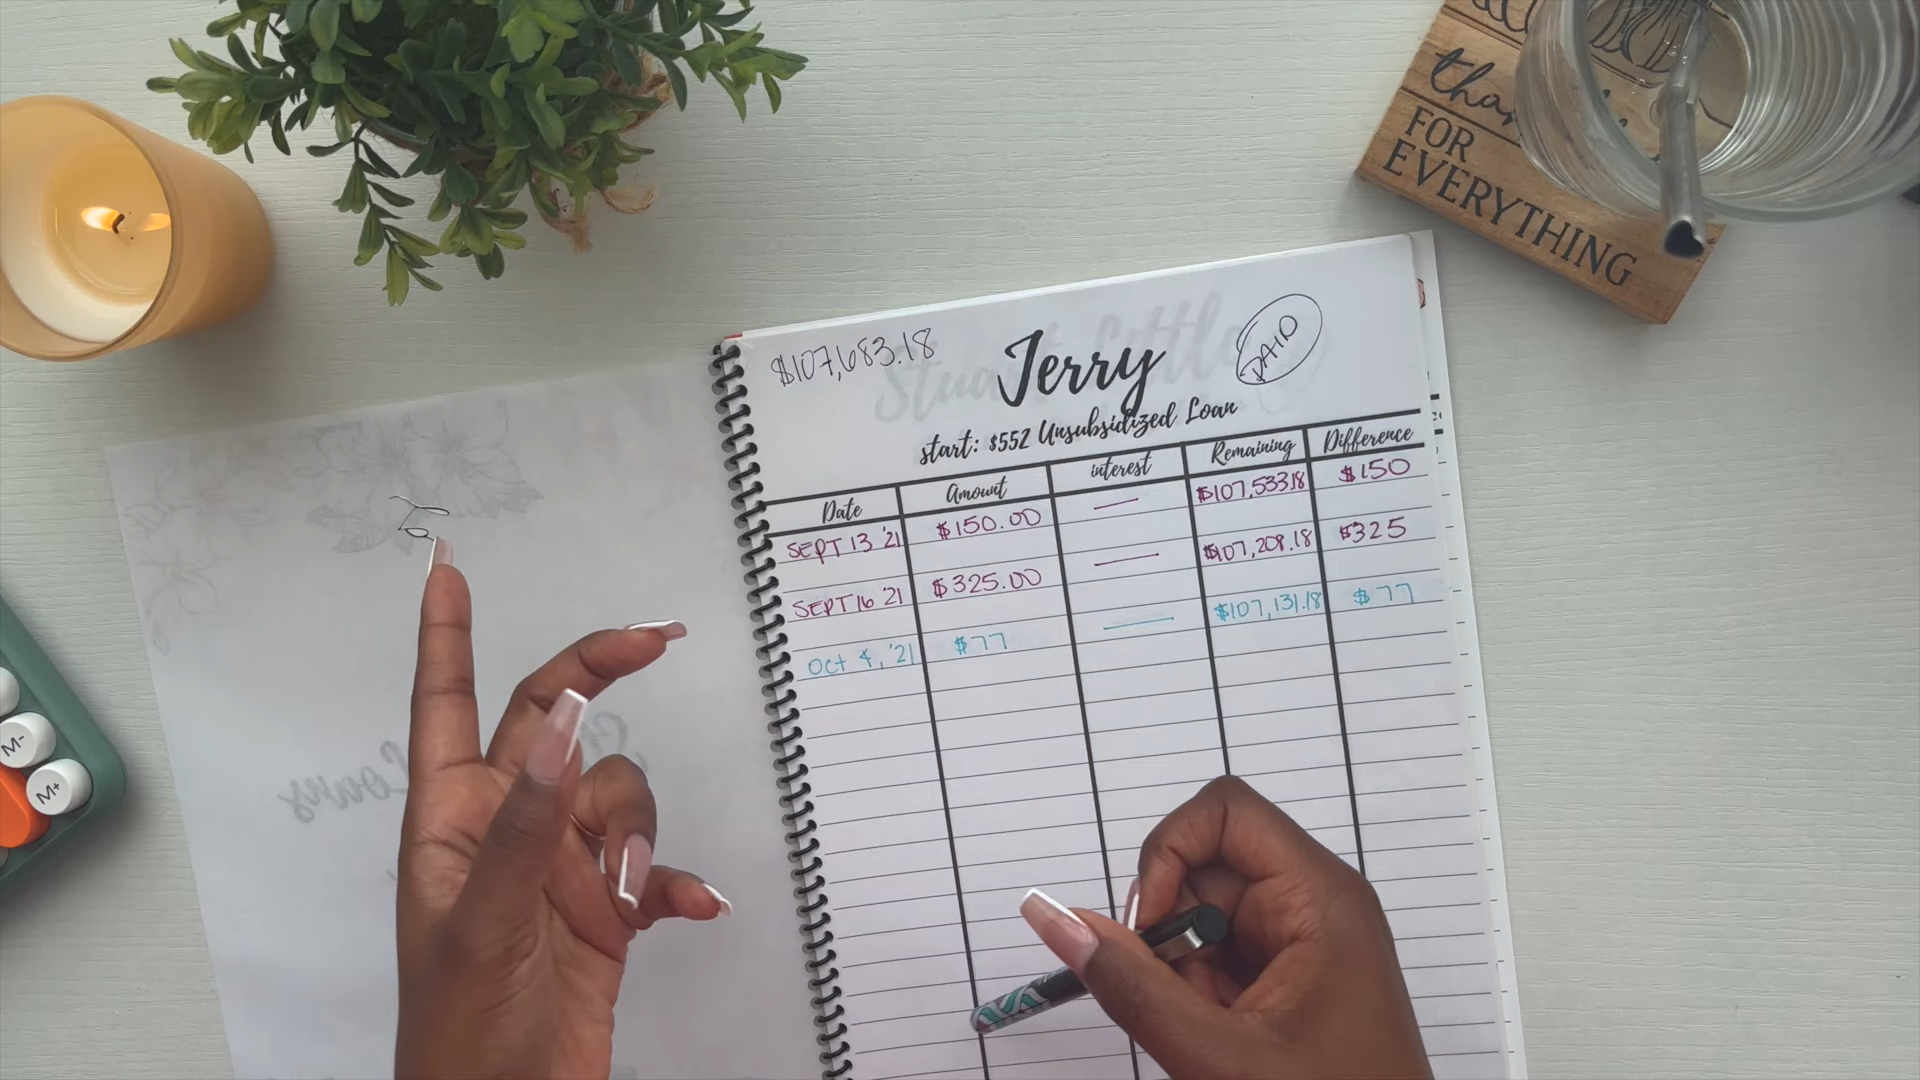 FOR
EVERYTHING
$107,683.18
Jerry
PAID
start: $552 Unsubsidized Loan
Date Amount interest Remaining Difference
SEPT 13 '21 $150.00 — $107,533.18 $150
SEPT 16 21 $325.00 — $107,208.18 $325
Oct 4, '21 $77 — $107,131.18 $77
M-
M+
Loans